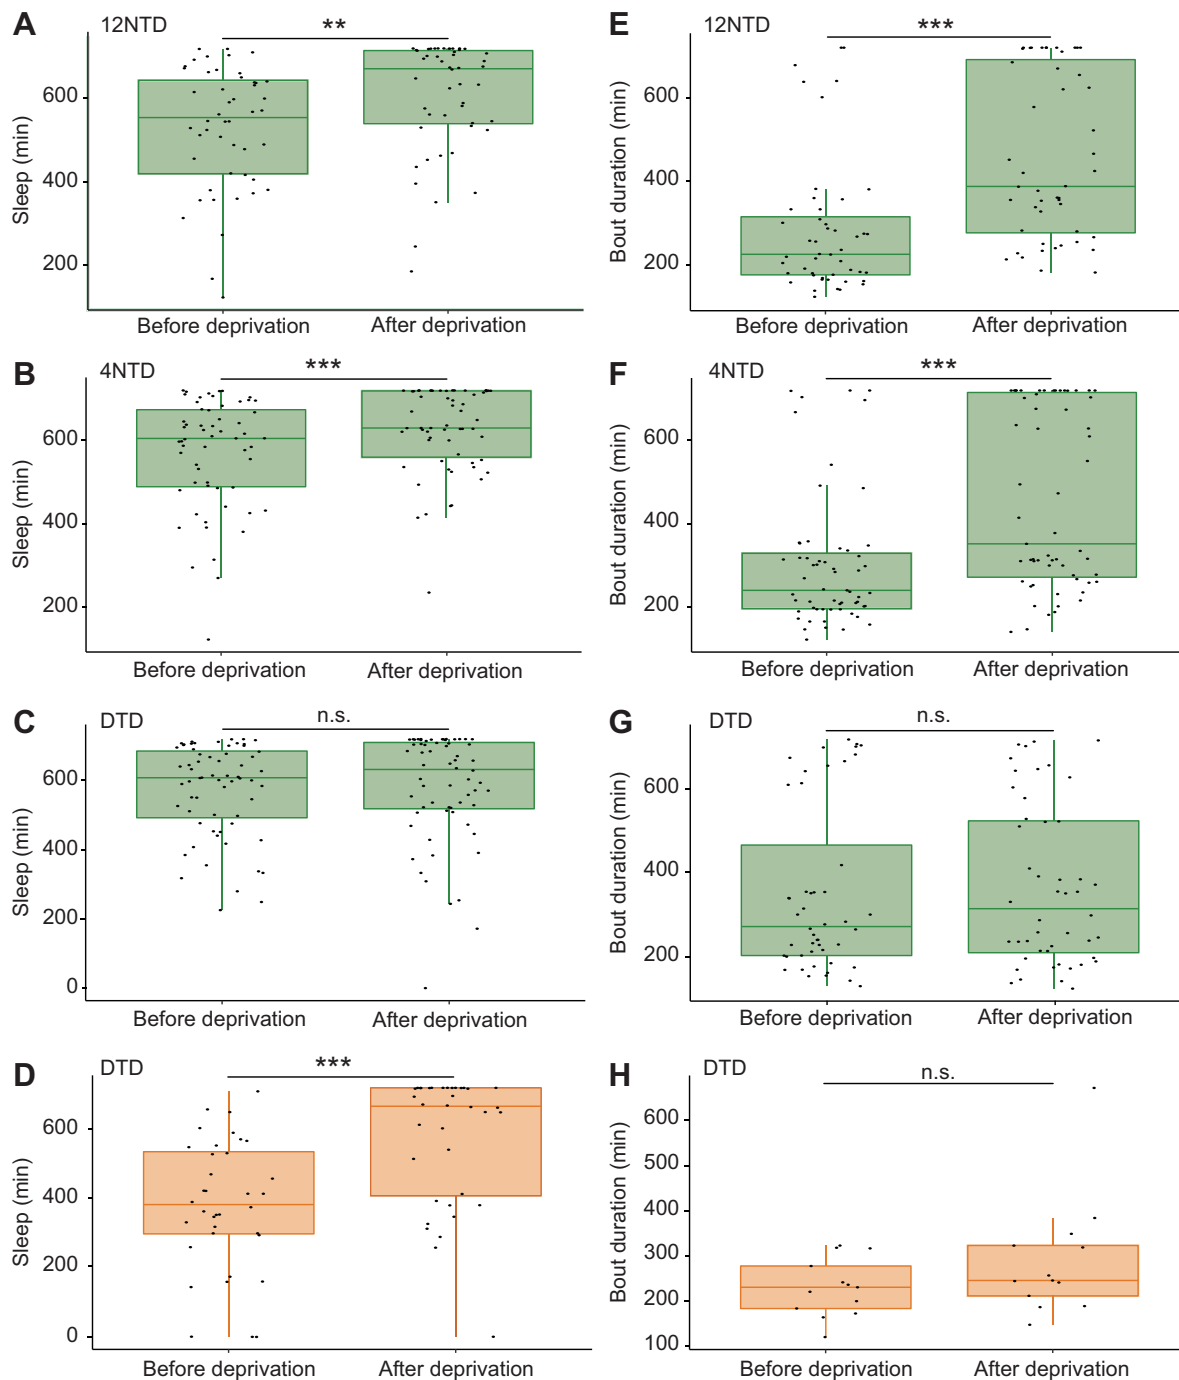 A 12NTD
**
Sleep (min)
600
400
200
Before deprivation After deprivation
E 12NTD
***
Bout duration (min)
600
400
200
Before deprivation After deprivation
B 4NTD
***
Sleep (min)
600
400
200
Before deprivation After deprivation
F 4NTD
***
Bout duration (min)
600
400
200
Before deprivation After deprivation
C DTD
n.s.
Sleep (min)
600
400
200
0
Before deprivation After deprivation
G DTD
n.s.
Bout duration (min)
600
400
200
Before deprivation After deprivation
D DTD
***
Sleep (min)
600
400
200
0
Before deprivation After deprivation
H DTD
n.s.
Bout duration (min)
600
500
400
300
200
100
Before deprivation After deprivation